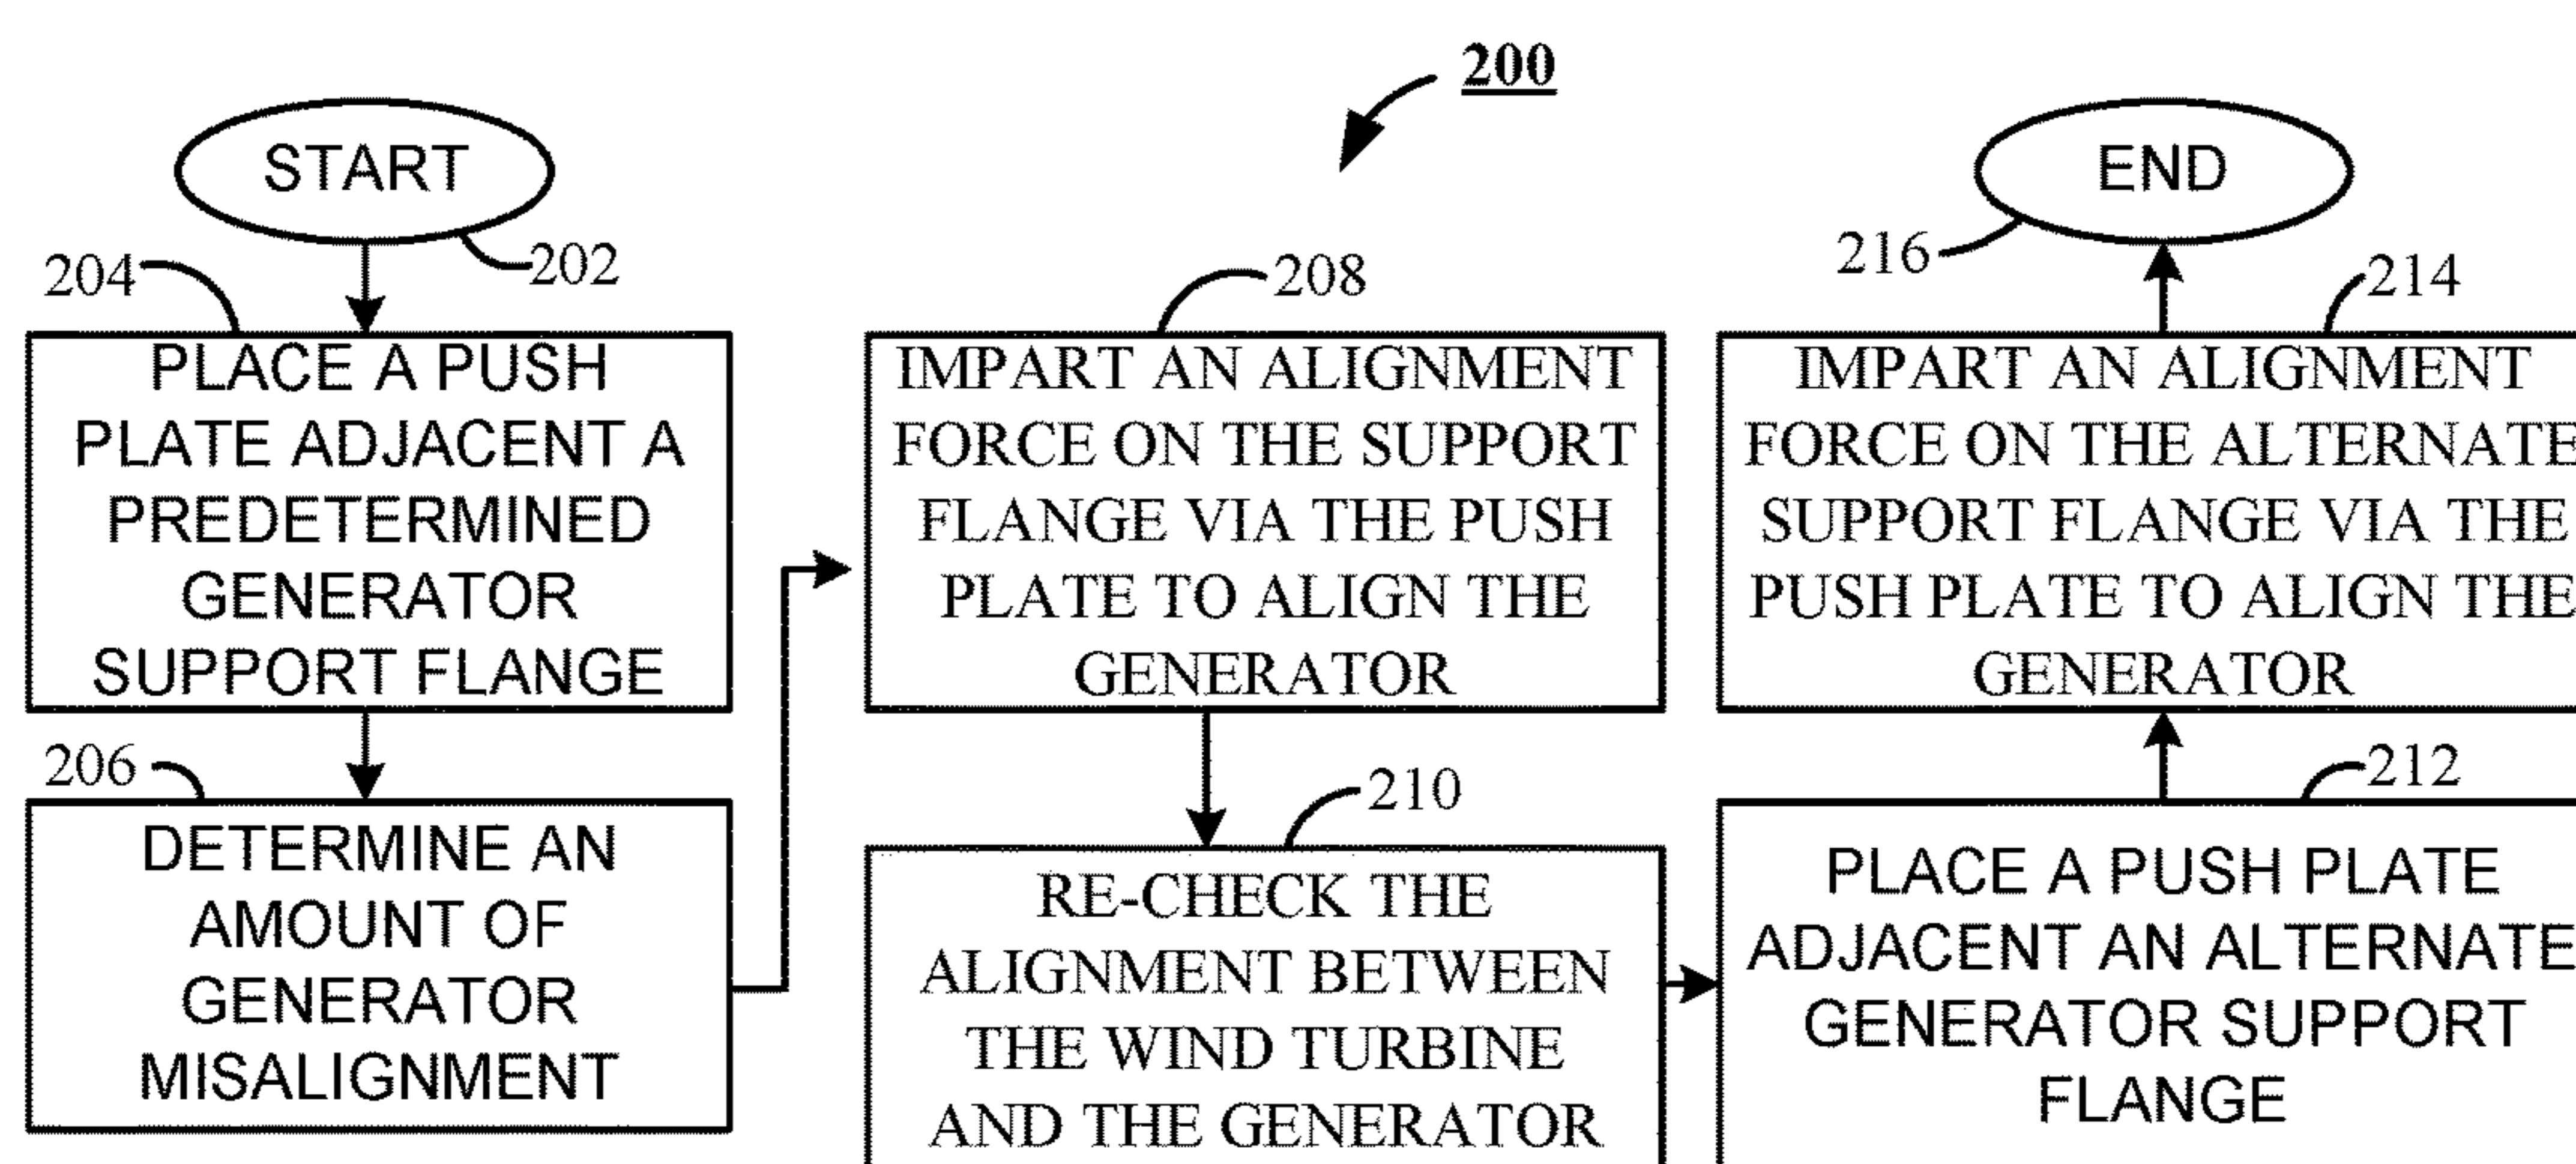 200
START
202
204
PLACE A PUSH
PLATE ADJACENT A
PREDETERMINED
GENERATOR
SUPPORT FLANGE
206
DETERMINE AN
AMOUNT OF
GENERATOR
MISALIGNMENT
208
IMPART AN ALIGNMENT
FORCE ON THE SUPPORT
FLANGE VIA THE PUSH
PLATE TO ALIGN THE
GENERATOR
210
RE-CHECK THE
ALIGNMENT BETWEEN
THE WIND TURBINE
AND THE GENERATOR
212
PLACE A PUSH PLATE
ADJACENT AN ALTERNATE
GENERATOR SUPPORT
FLANGE
214
IMPART AN ALIGNMENT
FORCE ON THE ALTERNATE
SUPPORT FLANGE VIA THE
PUSH PLATE TO ALIGN THE
GENERATOR
216
END